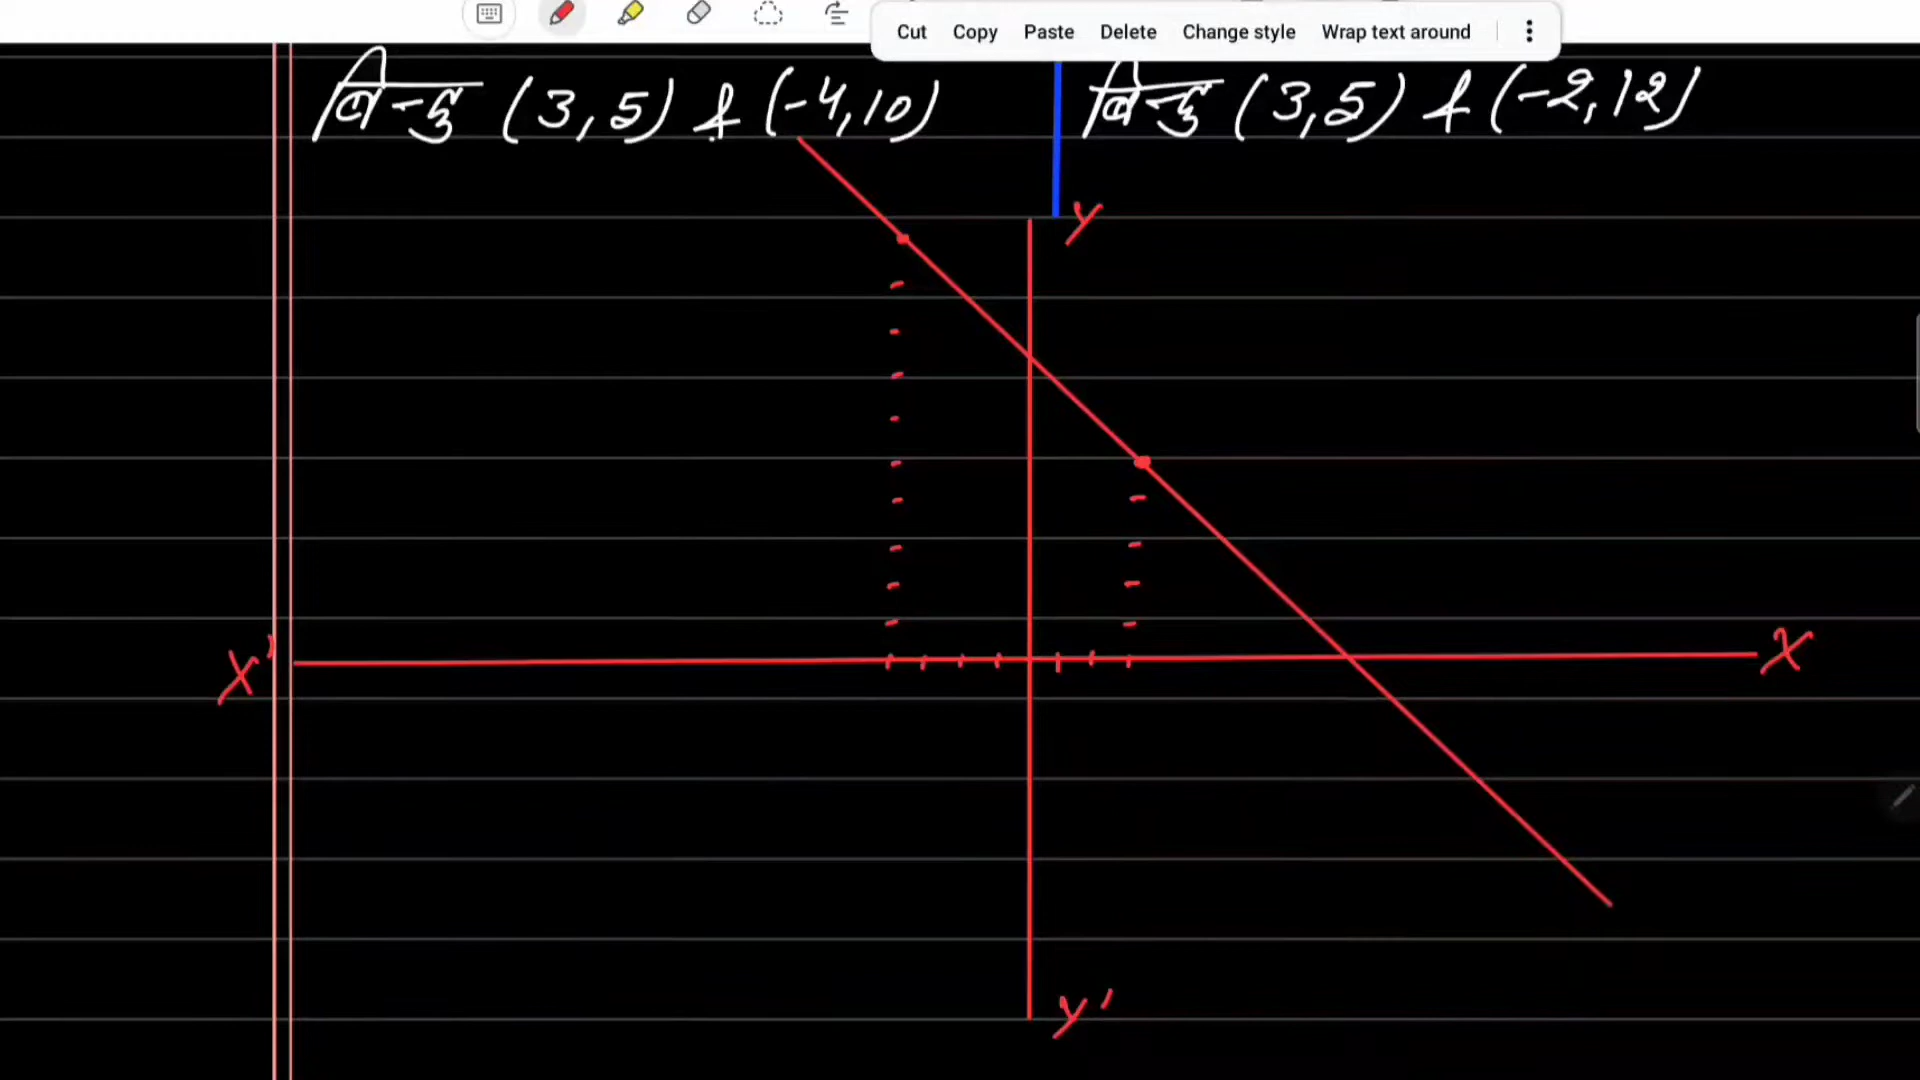 Cut Copy Paste Delete Change style Wrap text around
बिन्दु (3,5) & (-4,10)
बिन्दु (3,5) & (-2,12)
Y
X'
X
Y'